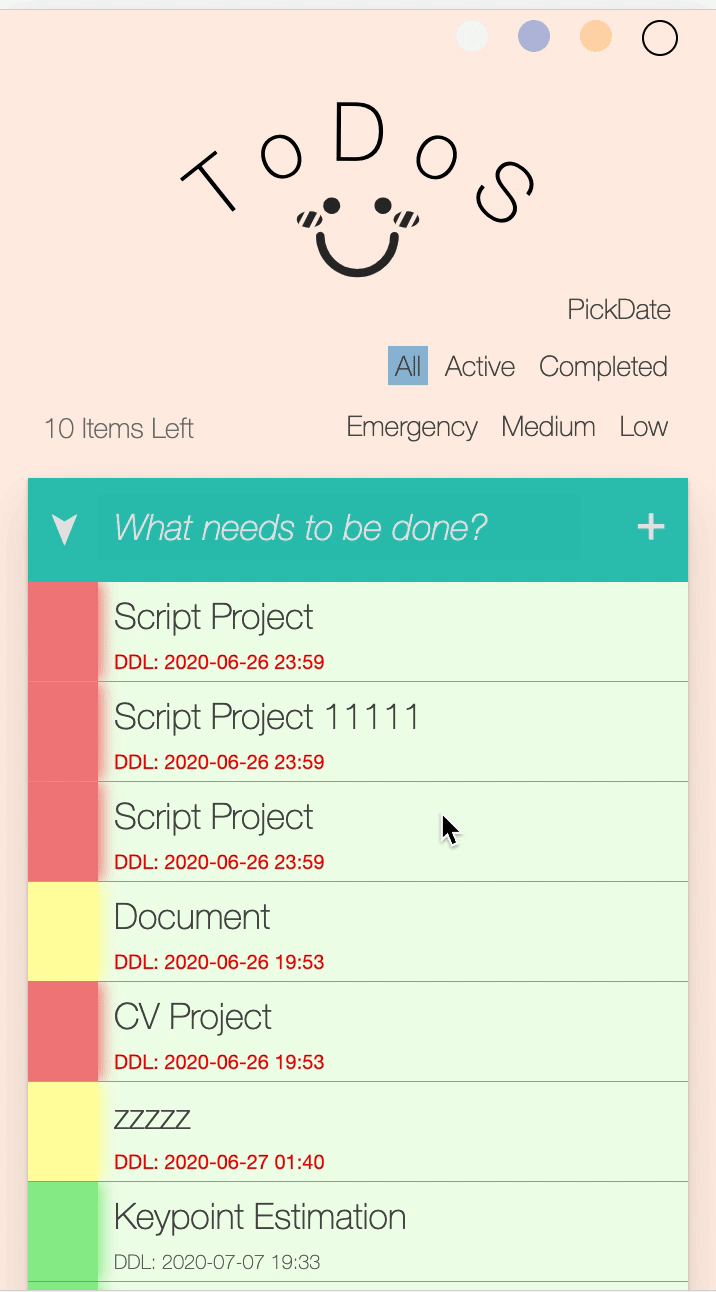 ToDoS
PickDate
All Active Completed
10 Items Left
Emergency Medium Low
What needs to be done?
Script Project
DDL: 2020-06-26 23:59
Script Project 11111
DDL: 2020-06-26 23:59
Script Project
DDL: 2020-06-26 23:59
Document
DDL: 2020-06-26 19:53
CV Project
DDL: 2020-06-26 19:53
zzzzz
DDL: 2020-06-27 01:40
Keypoint Estimation
DDL: 2020-07-07 19:33